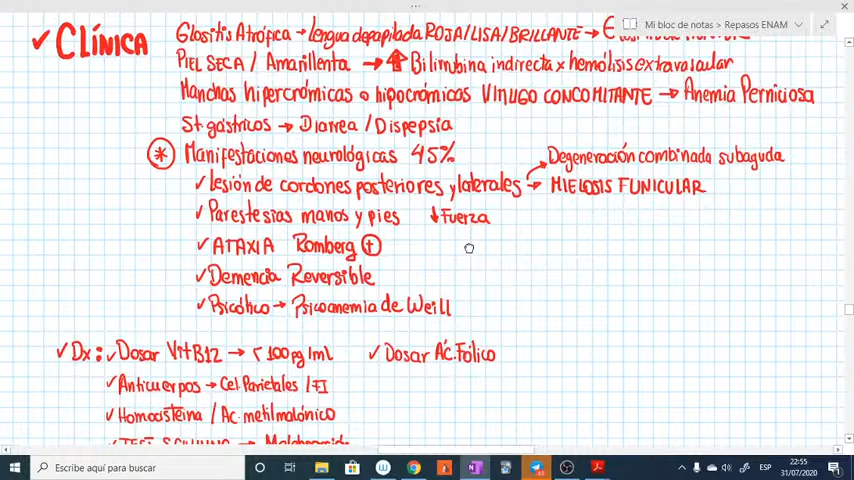 Mi bloc de notas > Repasos ENAM
✓ CLÍNICA
Glositis Atrófica → Lengua depapilada ROJA/LISA/BRILLANTE →
PIEL SECA / Amarillenta → ↑ Bilirrubina indirecta x hemólisis extravascular
Manchas hipercrómicas o hipocrómicas VITILIGO CONCOMITANTE → Anemia Perniciosa
St. gástricos → Diarrea / Dispepsia
* Manifestaciones neurológicas 45%
Degeneración combinada subaguda
✓ Lesión de cordones posteriores y laterales → MIELOSIS FUNICULAR
✓ Parestesias manos y pies ↓Fuerza
✓ ATAXIA Romberg (+)
✓ Demencia Reversible
✓ Psicótico → Psicoanemia de Weill
✓ Dx: ✓ Dosar Vit B12 → < 100 pg/ml ✓ Dosar Ác. Fólico
✓ Anticuerpos → Cel. Parietales / FI
✓ Homocisteína / Ac. metilmalónico
✓ TEST SCHILLING →
Escribe aquí para buscar
ESP
22:55
31/07/2020